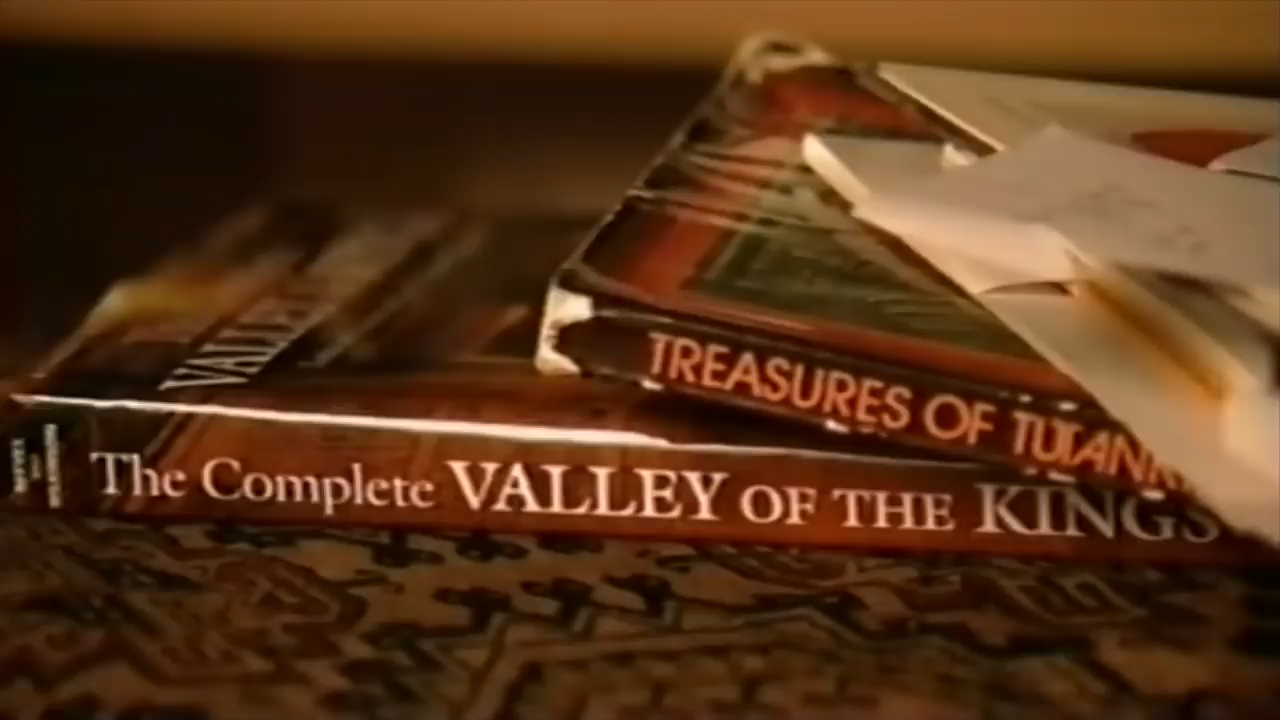 TREASURES OF TUTANK
VALLEY
The Complete VALLEY OF THE KINGS